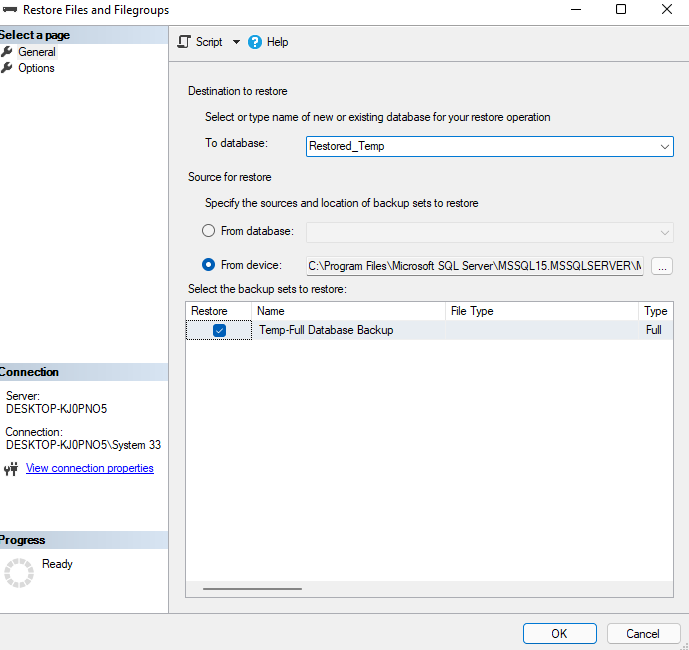 Restore Files and Filegroups
Select a page
General
Options
Script
Help
Destination to restore
Select or type name of new or existing database for your restore operation
To database:
Restored_Temp
Source for restore
Specify the sources and location of backup sets to restore
From database:
From device:
C:\Program Files\Microsoft SQL Server\MSSQL15.MSSQLSERVER\M
...
Select the backup sets to restore:
Restore Name File Type Type
Temp-Full Database Backup Full
Connection
Server:
DESKTOP-KJ0PNO5
Connection:
DESKTOP-KJ0PNO5\System 33
View connection properties
Progress
Ready
OK
Cancel